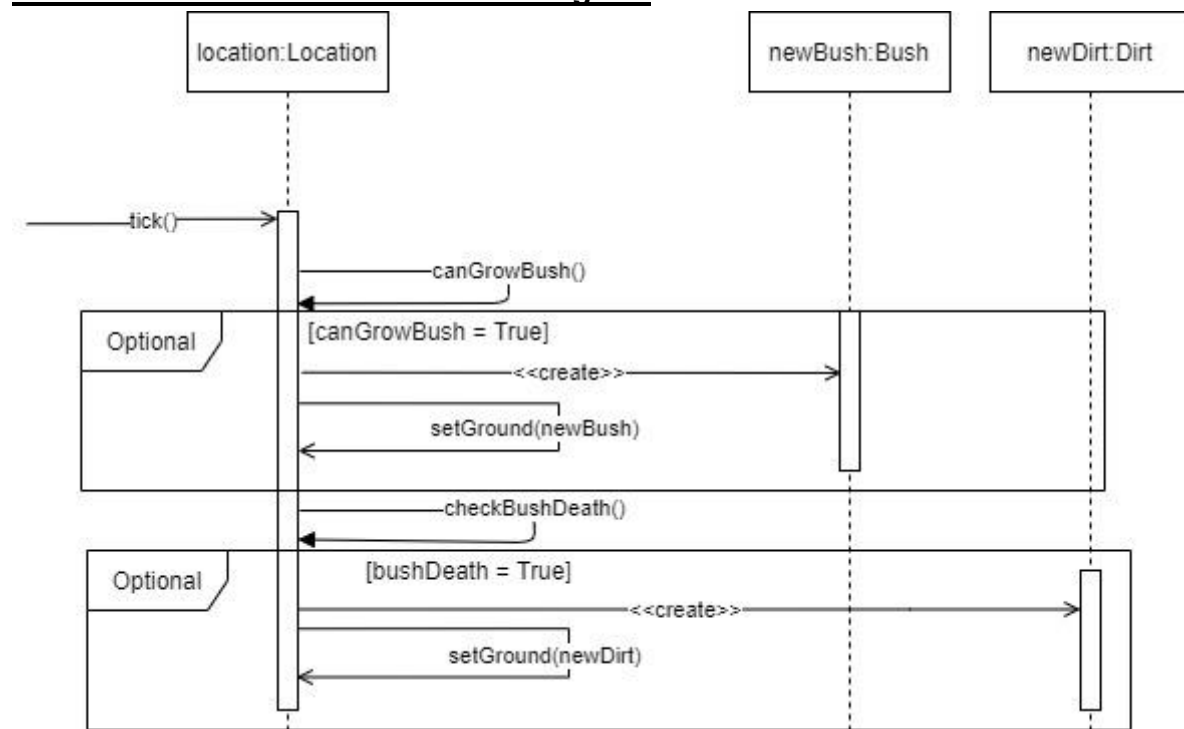 location:Location
newBush:Bush
newDirt:Dirt
tick()
canGrowBush()
Optional
[canGrowBush = True]
<<create>>
setGround(newBush)
checkBushDeath()
Optional
[bushDeath = True]
<<create>>
setGround(newDirt)